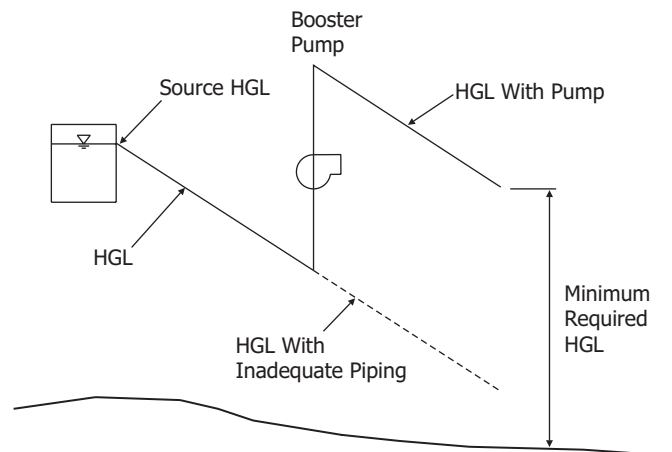 Booster
Pump
Source HGL
HGL With Pump
HGL
HGL With
Inadequate Piping
Minimum
Required
HGL